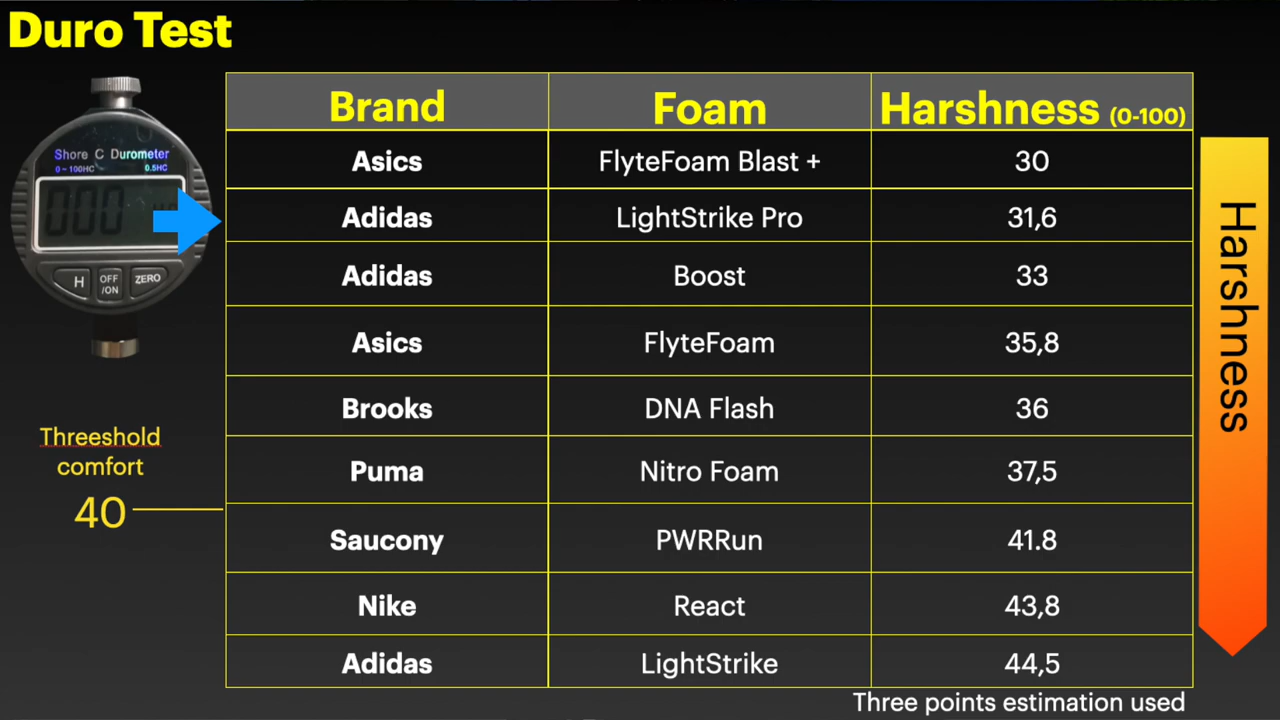 Duro Test
Brand Foam Harshness (0-100)
Asics FlyteFoam Blast + 30
Adidas LightStrike Pro 31,6
Adidas Boost 33
Asics FlyteFoam 35,8
Brooks DNA Flash 36
Puma Nitro Foam 37,5
Saucony PWRRun 41.8
Nike React 43,8
Adidas LightStrike 44,5
Three points estimation used
Shore C Durometer
0~100HC 0.5HC
000
H OFF/ON ZERO
Threeshold
comfort
40
Harshness